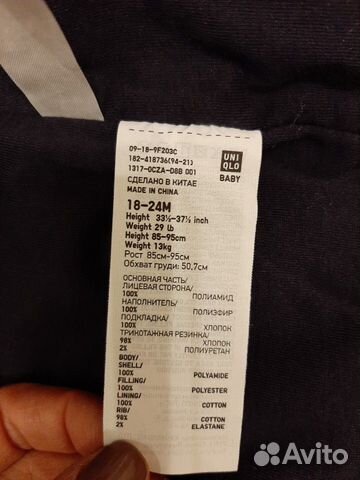 09-18-9F203C
182-418736(94-21)
1317-0CZA-D8B 001
UNI
QLO
BABY
СДЕЛАНО В КИТАЕ
MADE IN CHINA
18-24M
Height 33½-37½ inch
Weight 29 lb
Height 85-95cm
Weight 13kg
Рост 85см-95см
Обхват груди: 50,7см
ОСНОВНАЯ ЧАСТЬ/
ЛИЦЕВАЯ СТОРОНА/
100% ПОЛИАМИД
НАПОЛНИТЕЛЬ/
100% ПОЛИЭФИР
ПОДКЛАДКА/
100% ХЛОПОК
ТРИКОТАЖНАЯ РЕЗИНКА/
98% ХЛОПОК
2% ПОЛИУРЕТАН
BODY/
SHELL/
100% POLYAMIDE
FILLING/
100% POLYESTER
LINING/
100% COTTON
RIB/
98% COTTON
2% ELASTANE
Avito